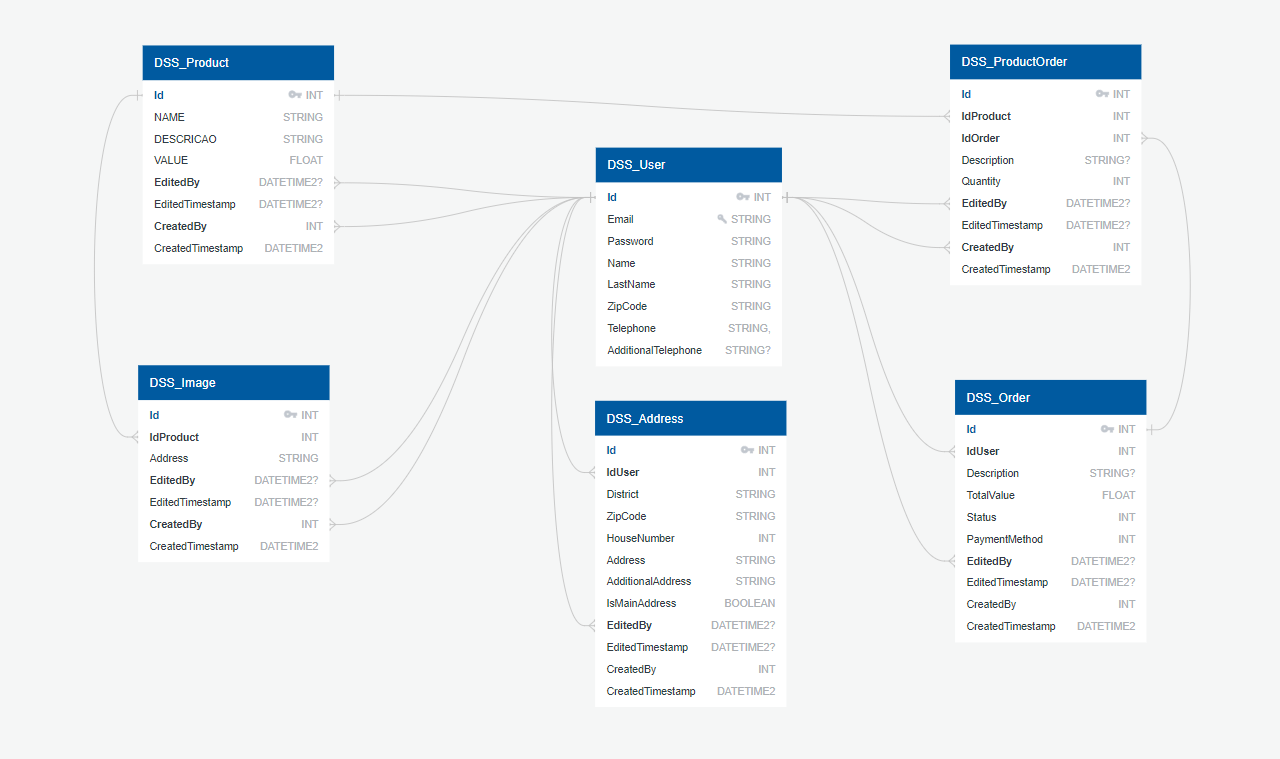 DSS_Product
Id INT
NAME STRING
DESCRICAO STRING
VALUE FLOAT
EditedBy DATETIME2?
EditedTimestamp DATETIME2?
CreatedBy INT
CreatedTimestamp DATETIME2
DSS_Image
Id INT
IdProduct INT
Address STRING
EditedBy DATETIME2?
EditedTimestamp DATETIME2?
CreatedBy INT
CreatedTimestamp DATETIME2
DSS_User
Id INT
Email STRING
Password STRING
Name STRING
LastName STRING
ZipCode STRING
Telephone STRING,
AdditionalTelephone STRING?
DSS_Address
Id INT
IdUser INT
District STRING
ZipCode STRING
HouseNumber INT
Address STRING
AdditionalAddress STRING
IsMainAddress BOOLEAN
EditedBy DATETIME2?
EditedTimestamp DATETIME2?
CreatedBy INT
CreatedTimestamp DATETIME2
DSS_ProductOrder
Id INT
IdProduct INT
IdOrder INT
Description STRING?
Quantity INT
EditedBy DATETIME2?
EditedTimestamp DATETIME2?
CreatedBy INT
CreatedTimestamp DATETIME2
DSS_Order
Id INT
IdUser INT
Description STRING?
TotalValue FLOAT
Status INT
PaymentMethod INT
EditedBy DATETIME2?
EditedTimestamp DATETIME2?
CreatedBy INT
CreatedTimestamp DATETIME2